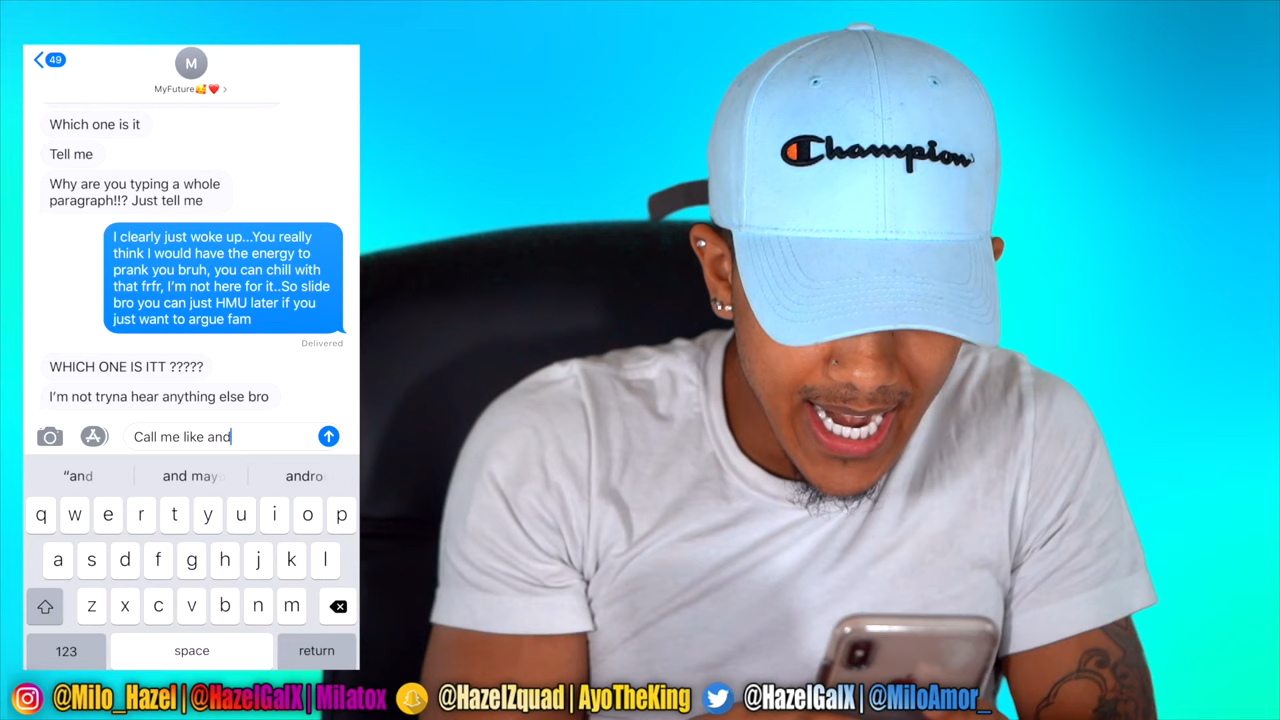 49
M
MyFuture🥰❤️ >
Which one is it
Tell me
Why are you typing a whole
paragraph!!? Just tell me
I clearly just woke up...You really
think I would have the energy to
prank you bruh, you can chill with
that frfr, I'm not here for it..So slide
bro you can just HMU later if you
just want to argue fam
Delivered
WHICH ONE IS ITT ?????
I'm not tryna hear anything else bro
Call me like and
“and
and mayb
andro
q w e r t y u i o p
a s d f g h j k l
z x c v b n m
123
space
return
Champion
@Milo_Hazel | @HazelGalX | Milatox
@HazelZquad | AyoTheKing
@HazelGalX | @MiloAmor_